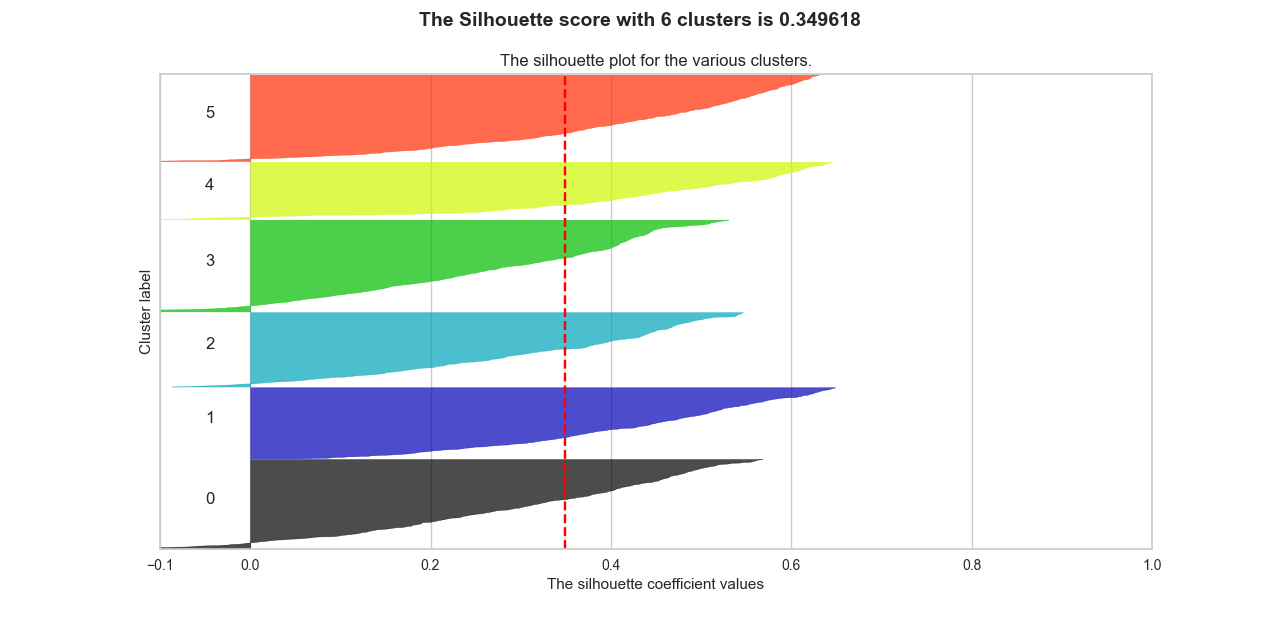 The Silhouette score with 6 clusters is 0.349618
The silhouette plot for the various clusters.
Cluster label
5
4
3
2
1
0
−0.1 0.0 0.2 0.4 0.6 0.8 1.0
The silhouette coefficient values